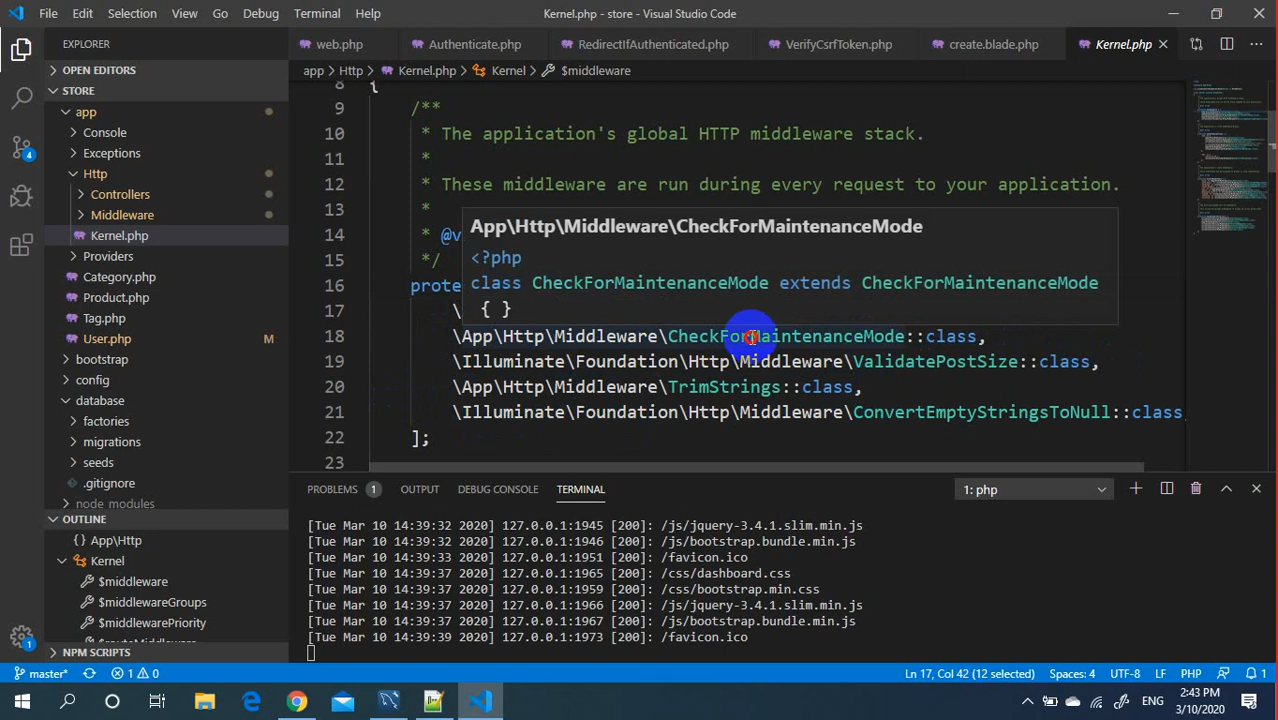 File Edit Selection View Go Debug Terminal Help
Kernel.php - store - Visual Studio Code
EXPLORER
OPEN EDITORS
STORE
app
Console
Exceptions
Http
Controllers
Middleware
Kernel.php
Providers
Category.php
Product.php
Tag.php
User.php
bootstrap
config
database
factories
migrations
seeds
.gitignore
node_modules
OUTLINE
{} App\Http
Kernel
$middleware
$middlewareGroups
$middlewarePriority
$routeMiddleware
NPM SCRIPTS
web.php Authenticate.php RedirectIfAuthenticated.php VerifyCsrfToken.php create.blade.php Kernel.php
app > Http > Kernel.php > Kernel > $middleware
8 {
9 /**
10 * The application's global HTTP middleware stack.
11 *
12 * These middleware are run during every request to your application.
13 *
14 * @v
15 */
16 prote
17 \
App\Http\Middleware\CheckForMaintenanceMode
<?php
class CheckForMaintenanceMode extends CheckForMaintenanceMode
{ }
18 \App\Http\Middleware\CheckForMaintenanceMode::class,
19 \Illuminate\Foundation\Http\Middleware\ValidatePostSize::class,
20 \App\Http\Middleware\TrimStrings::class,
21 \Illuminate\Foundation\Http\Middleware\ConvertEmptyStringsToNull::class,
22 ];
23
PROBLEMS 1 OUTPUT DEBUG CONSOLE TERMINAL 1: php
[Tue Mar 10 14:39:32 2020] 127.0.0.1:1945 [200]: /js/jquery-3.4.1.slim.min.js
[Tue Mar 10 14:39:32 2020] 127.0.0.1:1946 [200]: /js/bootstrap.bundle.min.js
[Tue Mar 10 14:39:33 2020] 127.0.0.1:1951 [200]: /favicon.ico
[Tue Mar 10 14:39:37 2020] 127.0.0.1:1965 [200]: /css/dashboard.css
[Tue Mar 10 14:39:37 2020] 127.0.0.1:1959 [200]: /css/bootstrap.min.css
[Tue Mar 10 14:39:37 2020] 127.0.0.1:1966 [200]: /js/jquery-3.4.1.slim.min.js
[Tue Mar 10 14:39:37 2020] 127.0.0.1:1967 [200]: /js/bootstrap.bundle.min.js
[Tue Mar 10 14:39:39 2020] 127.0.0.1:1973 [200]: /favicon.ico
4
1
master* 1 0 Ln 17, Col 42 (12 selected) Spaces: 4 UTF-8 LF PHP 1
ENG
2:43 PM
3/10/2020